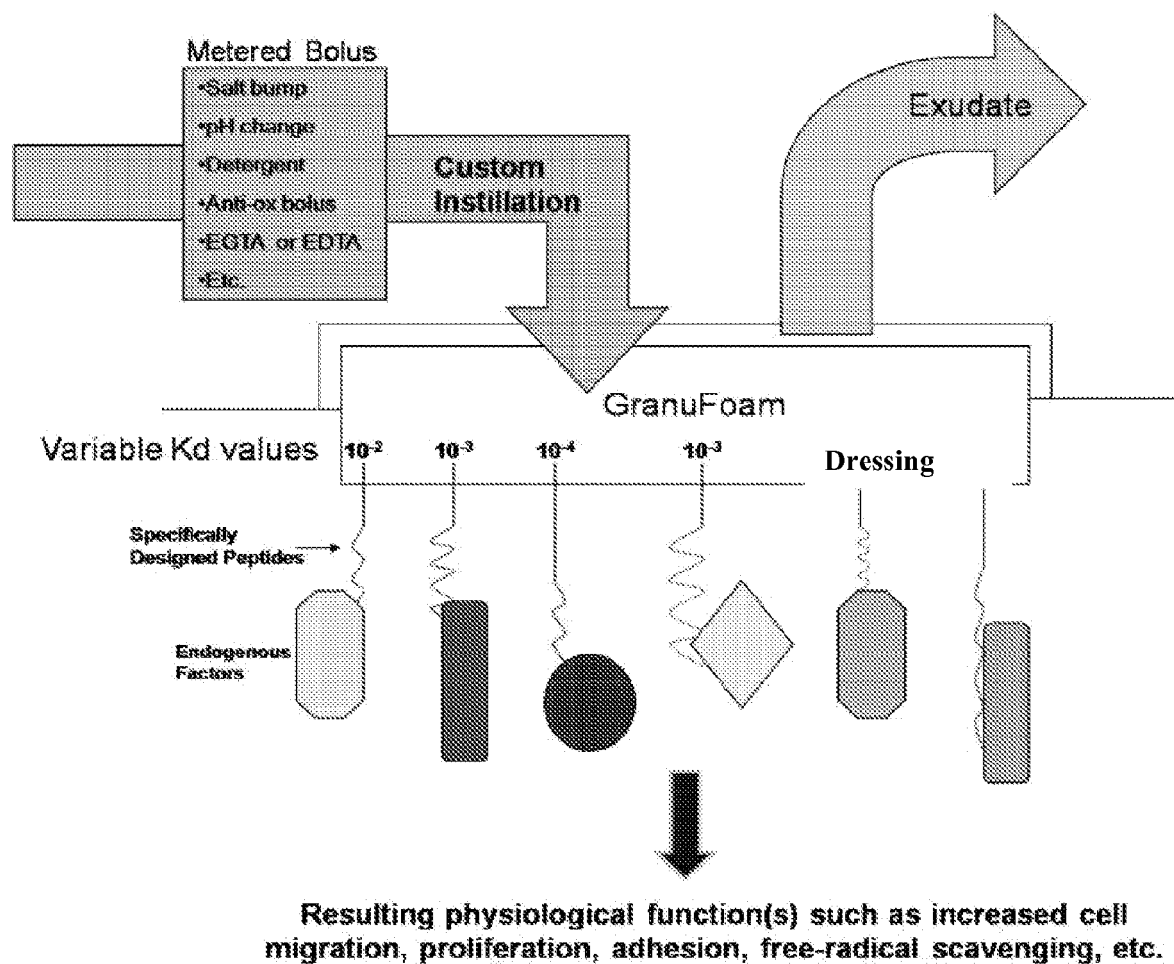 Metered Bolus
•Salt bump
•pH change
•Detergent
•Anti-ox bolus
•EGTA or EDTA
•Etc.
Custom
Instillation
Exudate
GranuFoam
Variable Kd values
10⁻²
10⁻³
10⁻⁴
10⁻³
Dressing
Specifically
Designed Peptides
Endogenous
Factors
Resulting physiological function(s) such as increased cell
migration, proliferation, adhesion, free-radical scavenging, etc.